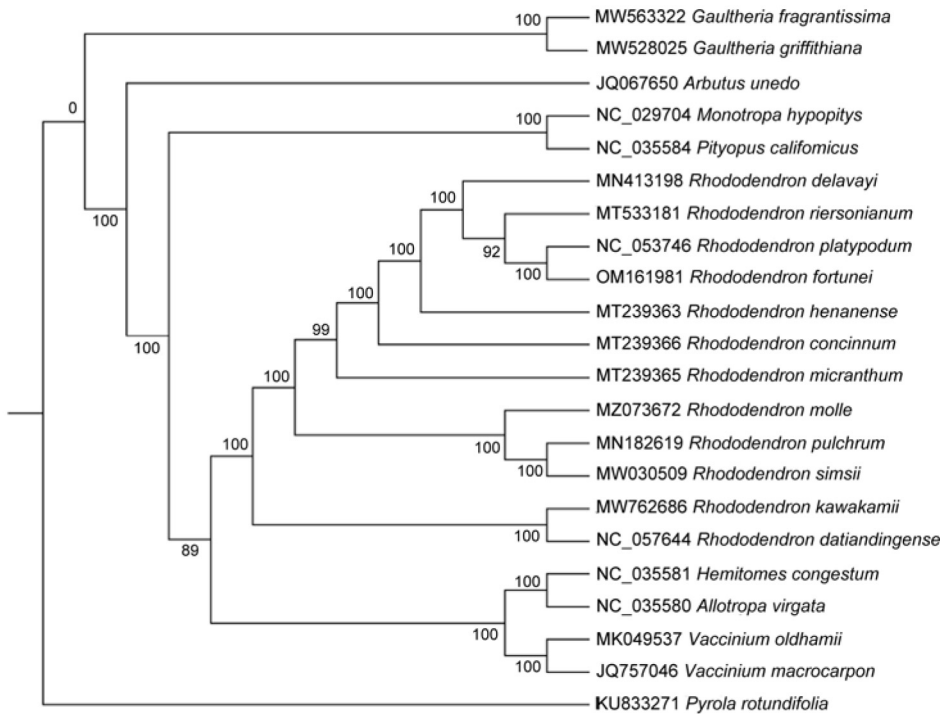 100 MW563322 Gaultheria fragrantissima
MW528025 Gaultheria griffithiana
JQ067650 Arbutus unedo
0
100 NC_029704 Monotropa hypopitys
NC_035584 Pityopus califomicus
MN413198 Rhododendron delavayi
100
100 MT533181 Rhododendron riersonianum
92 NC_053746 Rhododendron platypodum
100 OM161981 Rhododendron fortunei
100
100 MT239363 Rhododendron henanense
99 MT239366 Rhododendron concinnum
100
100 MT239365 Rhododendron micranthum
MZ073672 Rhododendron molle
100 100 MN182619 Rhododendron pulchrum
100 MW030509 Rhododendron simsii
MW762686 Rhododendron kawakamii
89 100 NC_057644 Rhododendron datiandingense
100 NC_035581 Hemitomes congestum
NC_035580 Allotropa virgata
100 MK049537 Vaccinium oldhamii
100 JQ757046 Vaccinium macrocarpon
KU833271 Pyrola rotundifolia